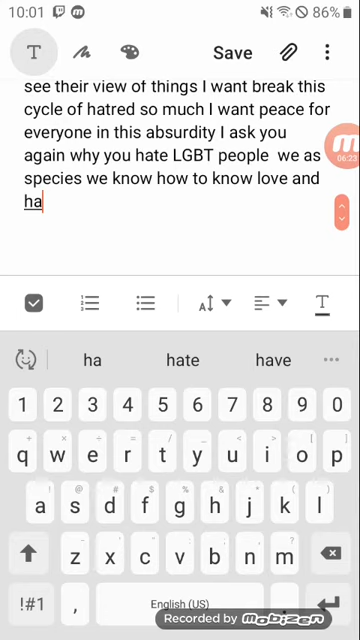 10:01
86%
T
Save
see their view of things I want break this
cycle of hatred so much I want peace for
everyone in this absurdity I ask you
again why you hate LGBT people we as
species we know how to know love and
ha
06:23
ha hate have
1 2 3 4 5 6 7 8 9 0
q w e r t y u i o p
a s d f g h j k l
z x c v b n m
!#1 , English (US) .
Recorded by mobizen